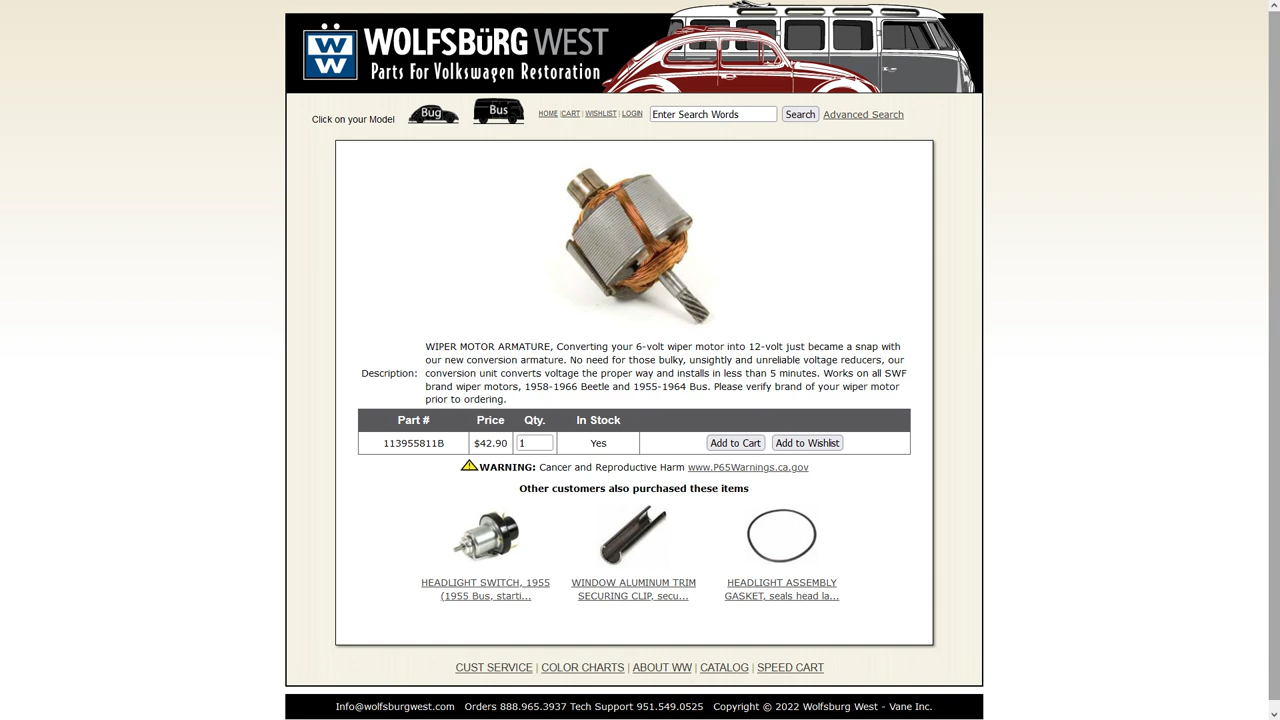 WOLFSBÜRG WEST
Parts For Volkswagen Restoration
Click on your Model Bug Bus HOME |CART | WISHLIST | LOGIN Enter Search Words Search Advanced Search
Description: WIPER MOTOR ARMATURE, Converting your 6-volt wiper motor into 12-volt just became a snap with
our new conversion armature. No need for those bulky, unsightly and unreliable voltage reducers, our
conversion unit converts voltage the proper way and installs in less than 5 minutes. Works on all SWF
brand wiper motors, 1958-1966 Beetle and 1955-1964 Bus. Please verify brand of your wiper motor
prior to ordering.
Part # Price Qty. In Stock
113955811B $42.90 1 Yes Add to Cart Add to Wishlist
WARNING: Cancer and Reproductive Harm www.P65Warnings.ca.gov
Other customers also purchased these items
HEADLIGHT SWITCH, 1955
(1955 Bus, starti...
WINDOW ALUMINUM TRIM
SECURING CLIP, secu...
HEADLIGHT ASSEMBLY
GASKET, seals head la...
CUST SERVICE | COLOR CHARTS | ABOUT WW | CATALOG | SPEED CART
Info@wolfsburgwest.com Orders 888.965.3937 Tech Support 951.549.0525 Copyright © 2022 Wolfsburg West - Vane Inc.